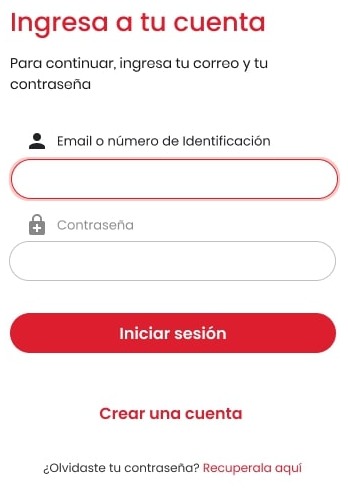 Ingresa a tu cuenta
Para continuar, ingresa tu correo y tu
contraseña
Email o número de Identificación
Contraseña
Iniciar sesión
Crear una cuenta
¿Olvidaste tu contraseña? Recuperala aquí